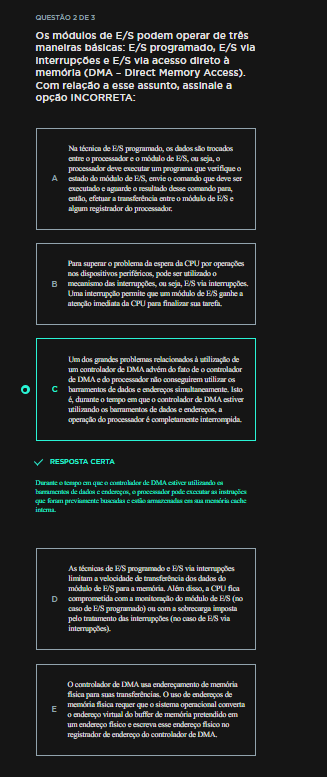 QUESTÃO 2 DE 3
Os módulos de E/S podem operar de três
maneiras básicas: E/S programado, E/S via
interrupções e E/S via acesso direto à
memória (DMA – Direct Memory Access).
Com relação a esse assunto, assinale a
opção INCORRETA:
A
Na técnica de E/S programado, os dados são trocados
entre o processador e o módulo de E/S, ou seja, o
processador deve executar um programa que verifique o
estado do módulo de E/S, envie o comando que deve ser
executado e aguarde o resultado desse comando para,
então, efetuar a transferência entre o módulo de E/S e
algum registrador do processador.
B
Para superar o problema da espera da CPU por operações
nos dispositivos periféricos, pode ser utilizado o
mecanismo das interrupções, ou seja, E/S via interrupções.
Uma interrupção permite que um módulo de E/S ganhe a
atenção imediata da CPU para finalizar sua tarefa.
C
Um dos grandes problemas relacionados à utilização de
um controlador de DMA advém do fato de o controlador
de DMA e do processador não conseguirem utilizar os
barramentos de dados e endereços simultaneamente. Isto
é, durante o tempo em que o controlador de DMA estiver
utilizando os barramentos de dados e endereços, a
operação do processador é completamente interrompida.
RESPOSTA CERTA
Durante o tempo em que o controlador de DMA estiver utilizando os
barramentos de dados e endereços, o processador pode executar as instruções
que foram previamente buscadas e estão armazenadas em sua memória cache
interna.
D
As técnicas de E/S programado e E/S via interrupções
limitam a velocidade de transferência dos dados do
módulo de E/S para a memória. Além disso, a CPU fica
comprometida com a monitoração do módulo de E/S (no
caso de E/S programado) ou com a sobrecarga imposta
pelo tratamento das interrupções (no caso de E/S via
interrupções).
E
O controlador de DMA usa endereçamento de memória
física para suas transferências. O uso de endereços de
memória física requer que o sistema operacional converta
o endereço virtual do buffer de memória pretendido em
um endereço físico e escreva esse endereço físico no
registrador de endereço do controlador de DMA.